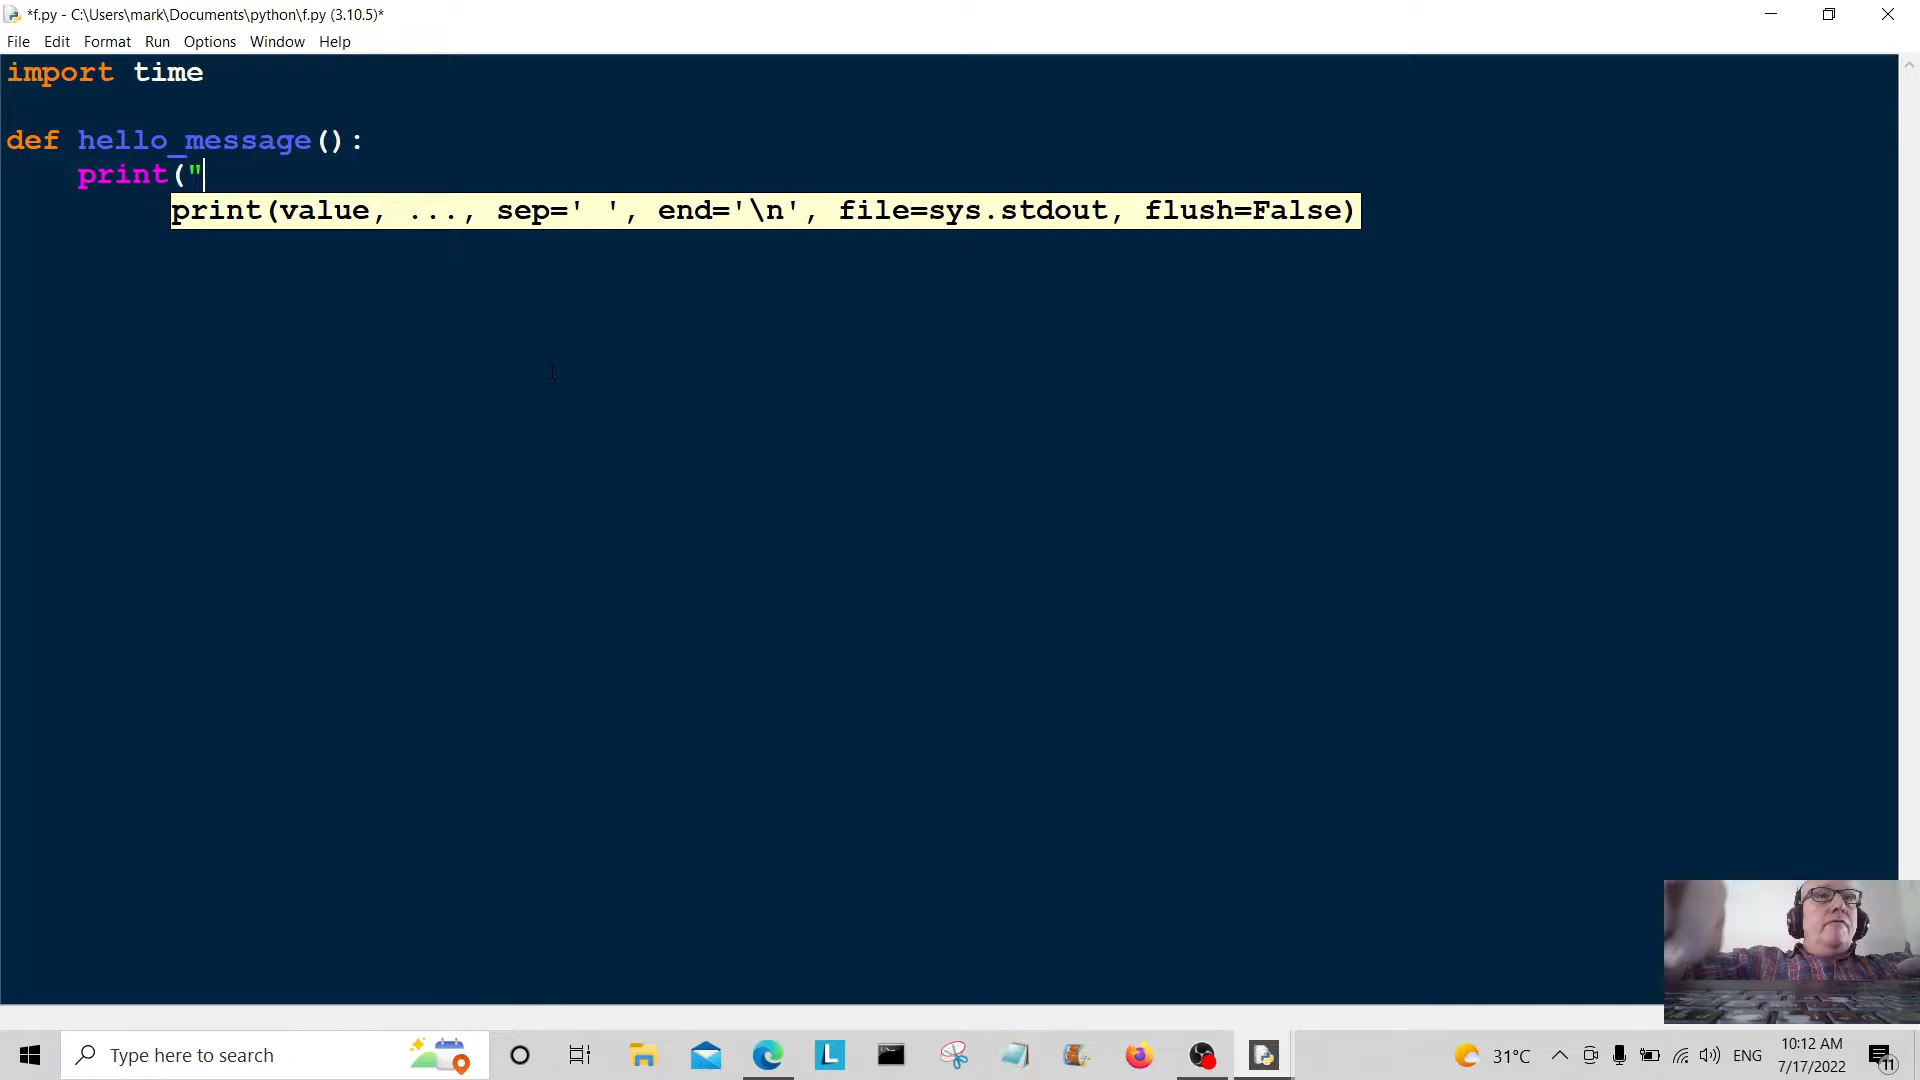 *f.py - C:\Users\mark\Documents\python\f.py (3.10.5)*
File Edit Format Run Options Window Help
import time
def hello_message():
    print("
print(value, ..., sep=' ', end='\n', file=sys.stdout, flush=False)
Type here to search
L
31°C
ENG
10:12 AM
7/17/2022
11